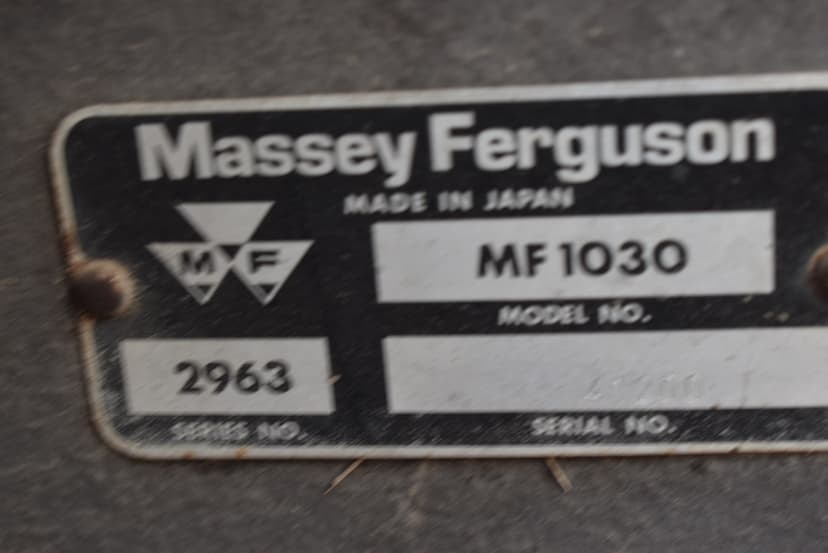 Massey Ferguson
MADE IN JAPAN
M F
MF 1030
MODEL NO.
2963
SERIES NO.
SERIAL NO.